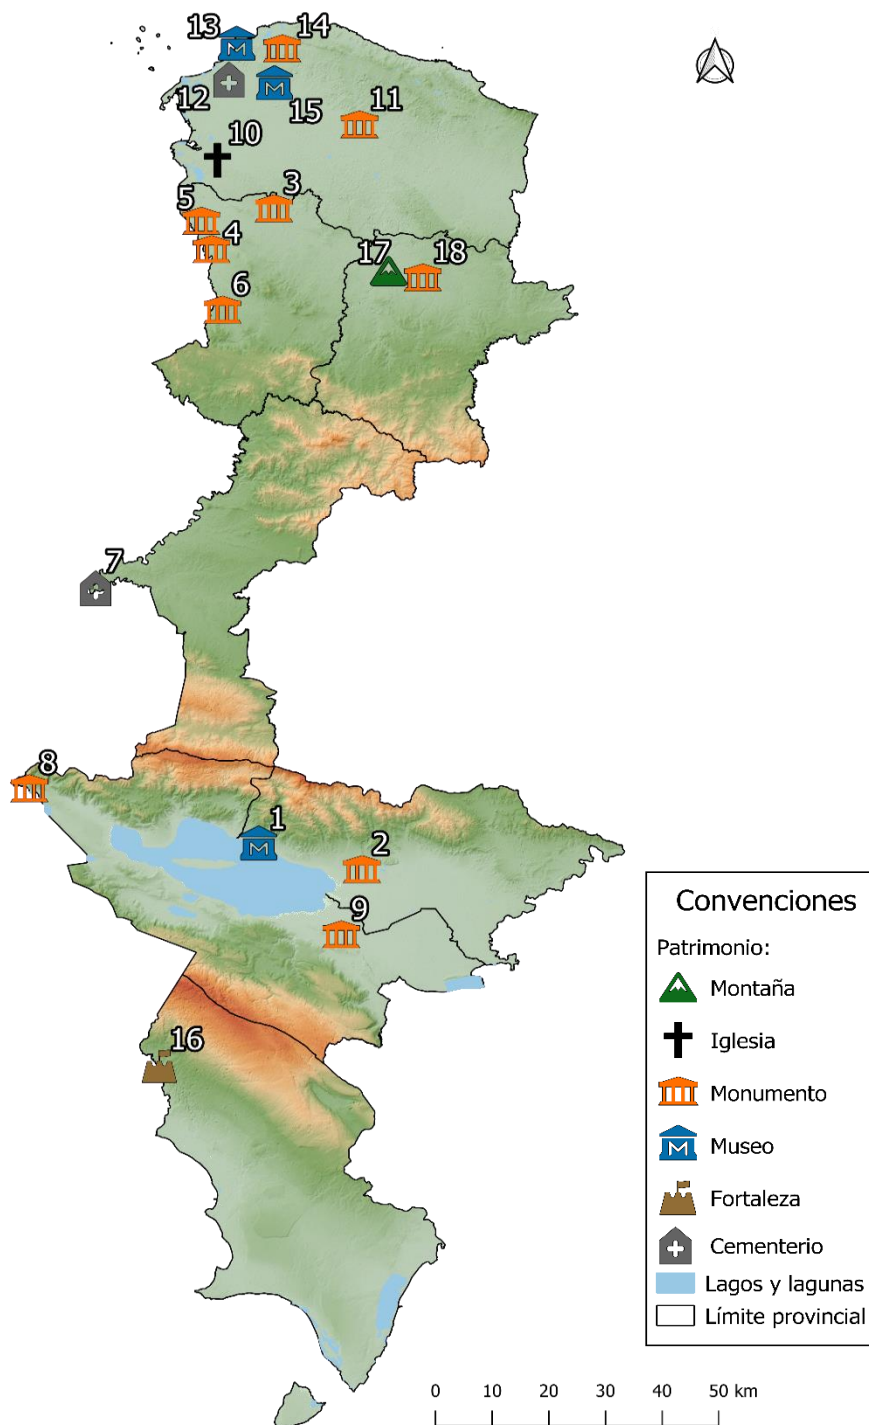 13
14
12
15
11
10
3
5
4
17
18
6
7
8
1
2
9
16
Convenciones
Patrimonio:
Montaña
Iglesia
Monumento
M
Museo
Fortaleza
Cementerio
Lagos y lagunas
Límite provincial
0 10 20 30 40 50 km